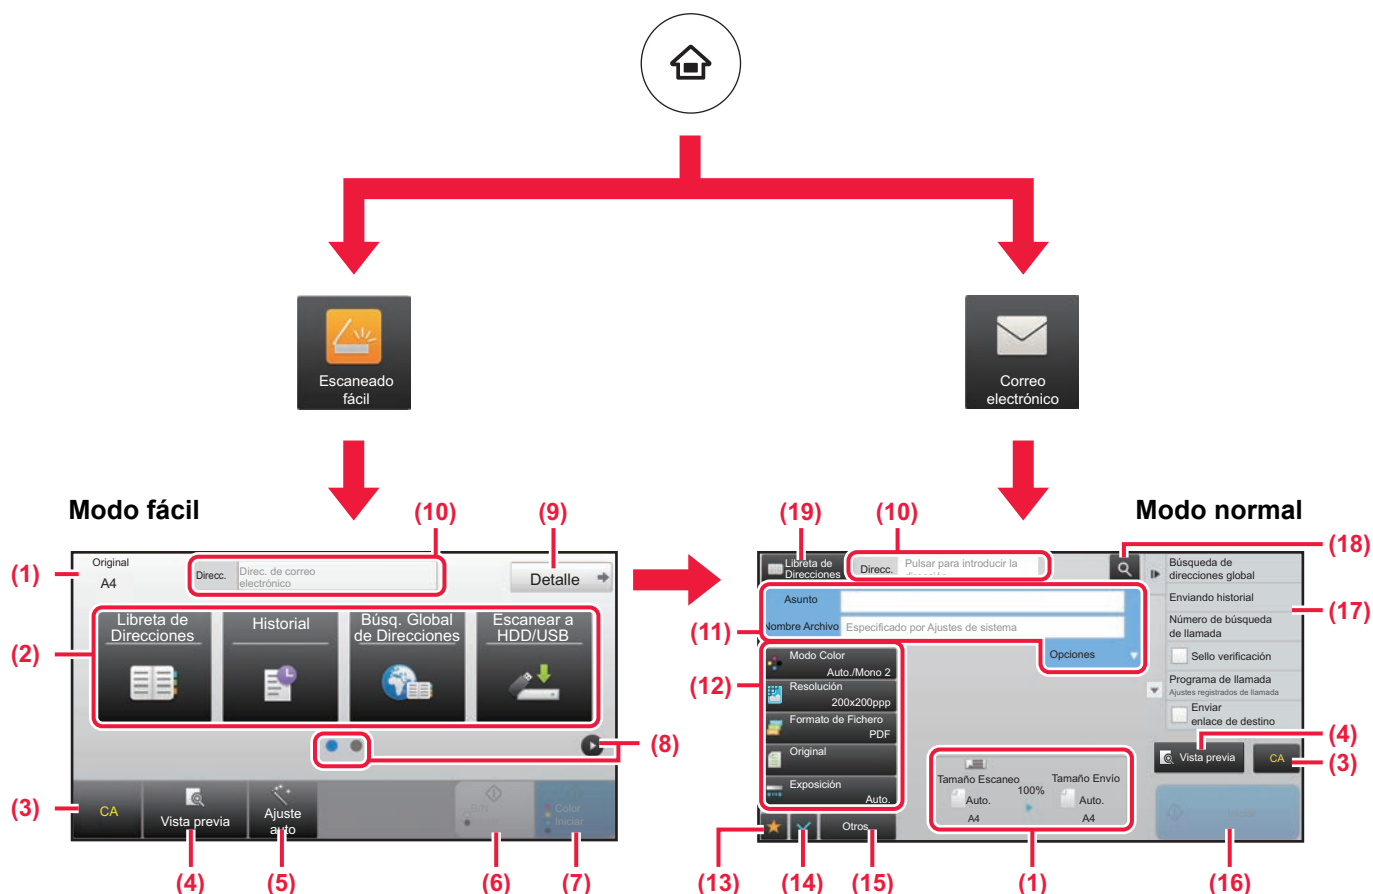 Escaneado
fácil
Correo
electrónico
Modo fácil
(10)
(9)
(1)
Original
A4
Direcc.
Direc. de correo
electrónico
Detalle
(2)
Libreta de
Direcciones
Historial
Búsq. Global
de Direcciones
Escanear a
HDD/USB
(8)
(3)
CA
Vista previa
Ajuste
auto
B/N
Color
Iniciar
(4)
(5)
(6)
(7)
Modo normal
(19)
(10)
(18)
Libreta de
Direcciones
Direcc.
Pulsar para introducir la
Búsqueda de
direcciones global
Enviando historial
(17)
Número de búsqueda
de llamada
Sello verificación
Programa de llamada
Ajustes registrados de llamada
Enviar
enlace de destino
(11)
Asunto
Nombre Archivo
Especificado por Ajustes de sistema
Opciones
(12)
Modo Color
Auto./Mono 2
Resolución
200x200ppp
Formato de Fichero
PDF
Original
Exposición
Auto.
Tamaño Escaneo
100%
Tamaño Envío
Auto.
A4
Auto.
A4
(4)
Vista previa
CA
(3)
Otros
(13)
(14)
(15)
(1)
(16)